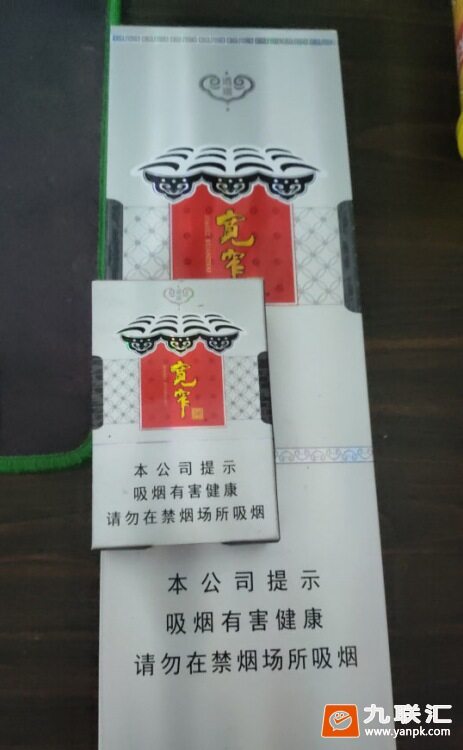 宽窄
宽窄
本公司提示
吸烟有害健康
请勿在禁烟场所吸烟
本公司提示
吸烟有害健康
请勿在禁烟场所吸烟
九联汇
www.yanpk.com